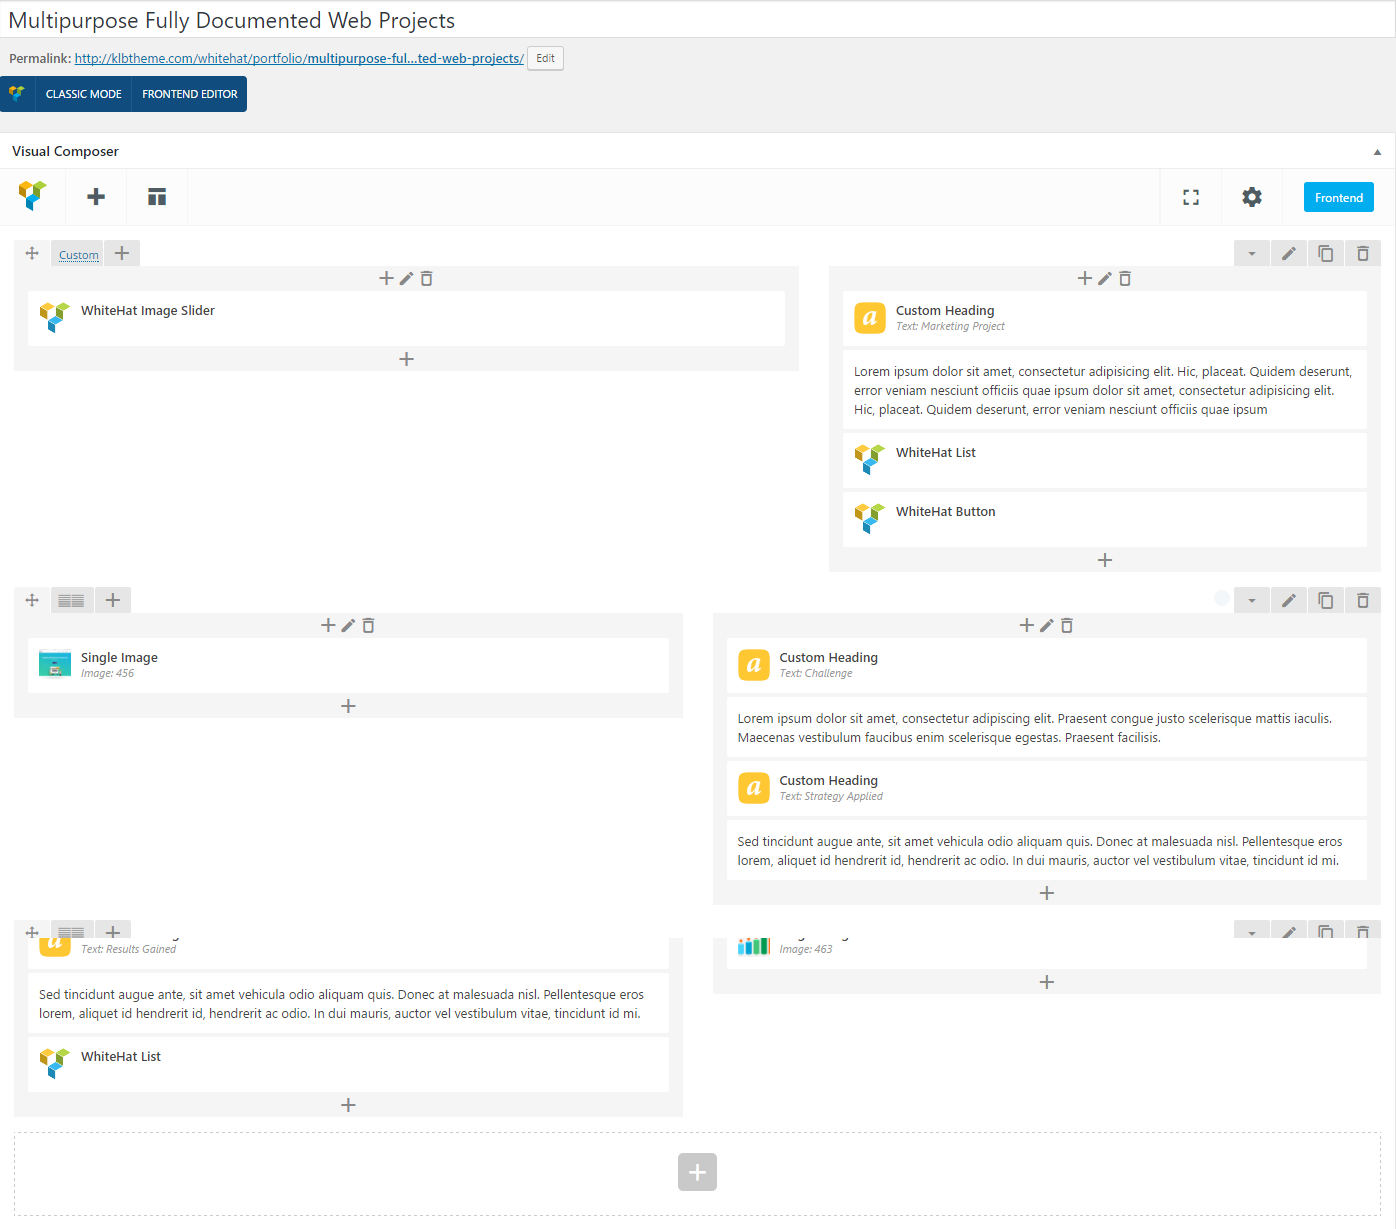 Multipurpose Fully Documented Web Projects
Permalink: http://klbtheme.com/whitehat/portfolio/multipurpose-ful...ted-web-projects/ Edit
CLASSIC MODE FRONTEND EDITOR
Visual Composer
Frontend
Custom
WhiteHat Image Slider
Custom Heading
Text: Marketing Project
Lorem ipsum dolor sit amet, consectetur adipisicing elit. Hic, placeat. Quidem deserunt,
error veniam nesciunt officiis quae ipsum dolor sit amet, consectetur adipisicing elit.
Hic, placeat. Quidem deserunt, error veniam nesciunt officiis quae ipsum
WhiteHat List
WhiteHat Button
Single Image
Image: 456
Custom Heading
Text: Challenge
Lorem ipsum dolor sit amet, consectetur adipiscing elit. Praesent congue justo scelerisque mattis iaculis.
Maecenas vestibulum faucibus enim scelerisque egestas. Praesent facilisis.
Custom Heading
Text: Strategy Applied
Sed tincidunt augue ante, sit amet vehicula odio aliquam quis. Donec at malesuada nisl. Pellentesque eros
lorem, aliquet id hendrerit id, hendrerit ac odio. In dui mauris, auctor vel vestibulum vitae, tincidunt id mi.
Text: Results Gained
Sed tincidunt augue ante, sit amet vehicula odio aliquam quis. Donec at malesuada nisl. Pellentesque eros
lorem, aliquet id hendrerit id, hendrerit ac odio. In dui mauris, auctor vel vestibulum vitae, tincidunt id mi.
WhiteHat List
Image: 463